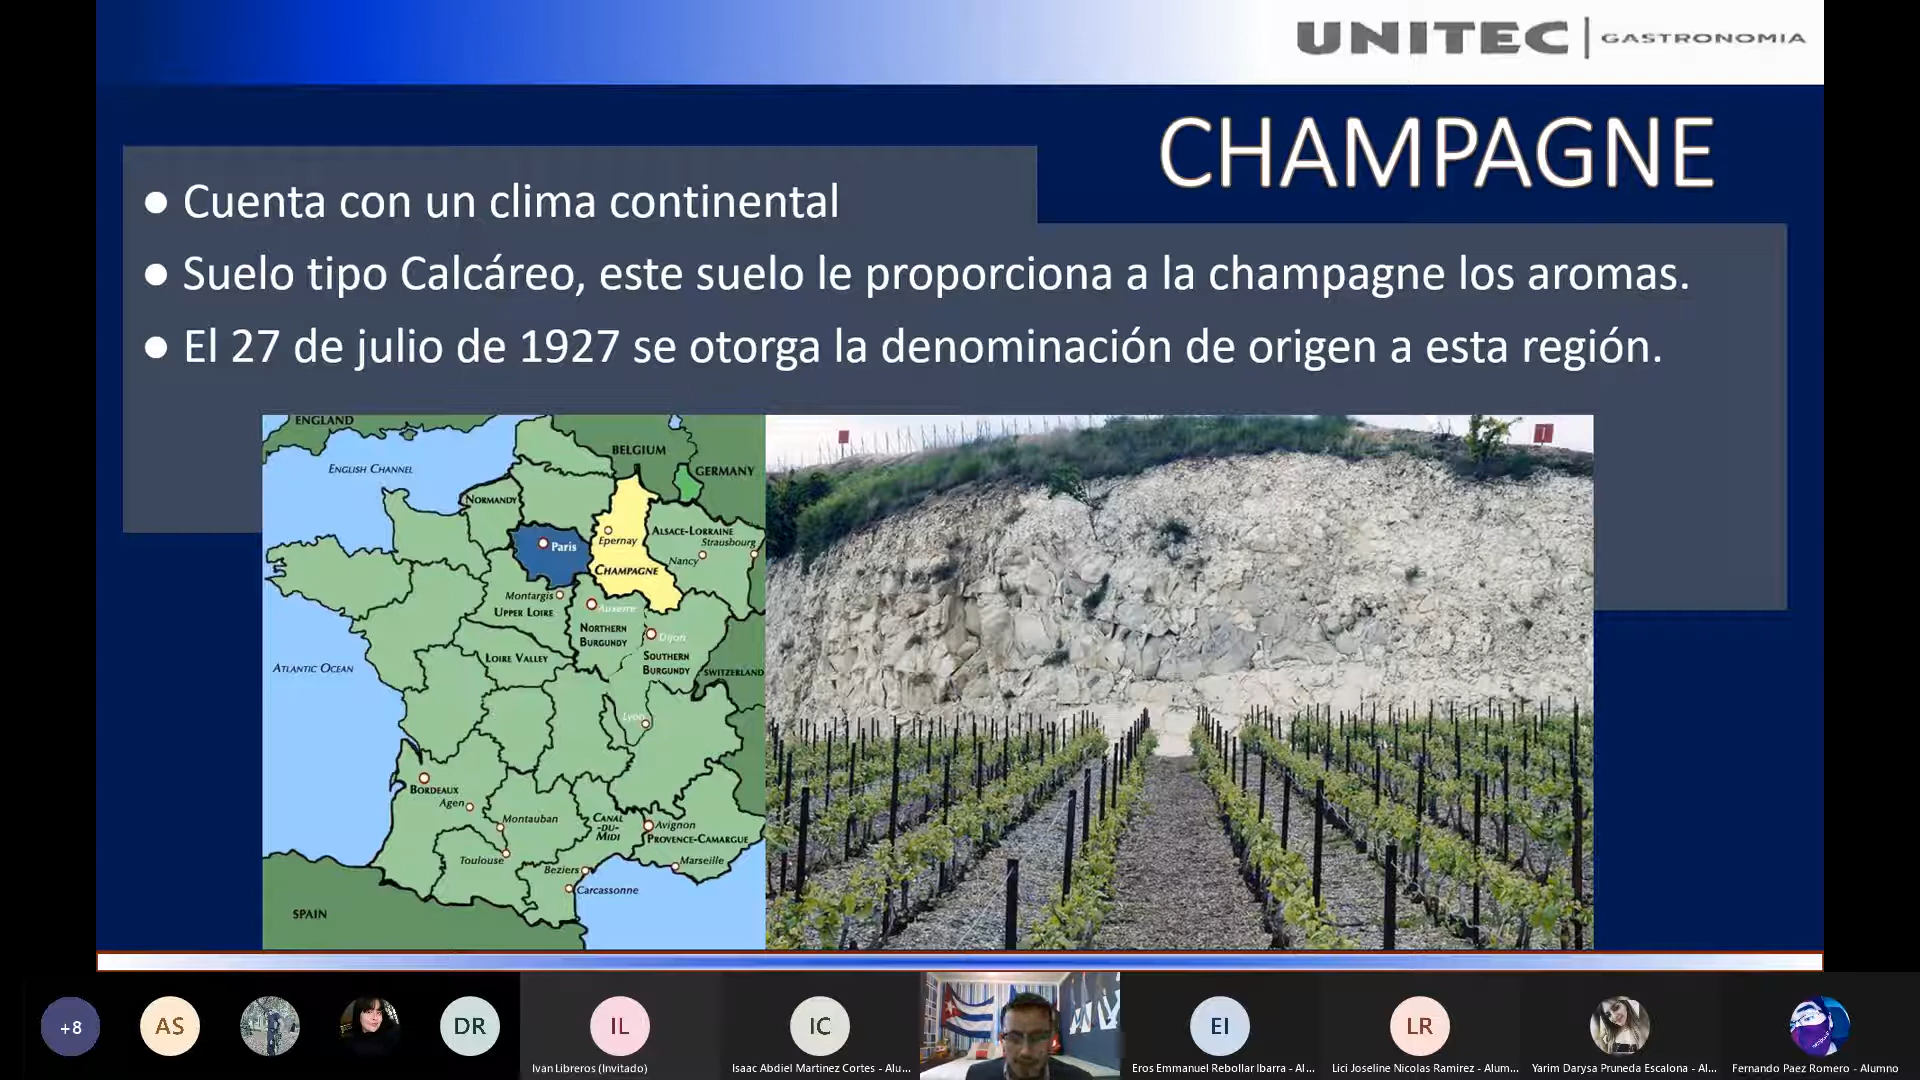 UNITEC | GASTRONOMIA
CHAMPAGNE
● Cuenta con un clima continental
● Suelo tipo Calcáreo, este suelo le proporciona a la champagne los aromas.
● El 27 de julio de 1927 se otorga la denominación de origen a esta región.
ENGLAND
BELGIUM
ENGLISH CHANNEL
GERMANY
NORMANDY
ALSACE-LORRAINE
Epernay
Strausbourg
Paris
Nancy
CHAMPAGNE
Montargis
Auxerre
UPPER LOIRE
NORTHERN
BURGUNDY
Dijon
LOIRE VALLEY
SOUTHERN
BURGUNDY
ATLANTIC OCEAN
SWITZERLAND
Lyon
BORDEAUX
Agen
Montauban
CANAL
-DU-
MIDI
Avignon
PROVENCE-CAMARGUE
Toulouse
Marseille
Beziers
Carcassonne
SPAIN
+8
AS
DR
IL
IC
EI
LR
Ivan Libreros (Invitado)
Isaac Abdiel Martinez Cortes - Alu...
Eros Emmanuel Rebollar Ibarra - Al...
Lici Joseline Nicolas Ramirez - Alum...
Yarim Darysa Pruneda Escalona - Al...
Fernando Paez Romero - Alumno